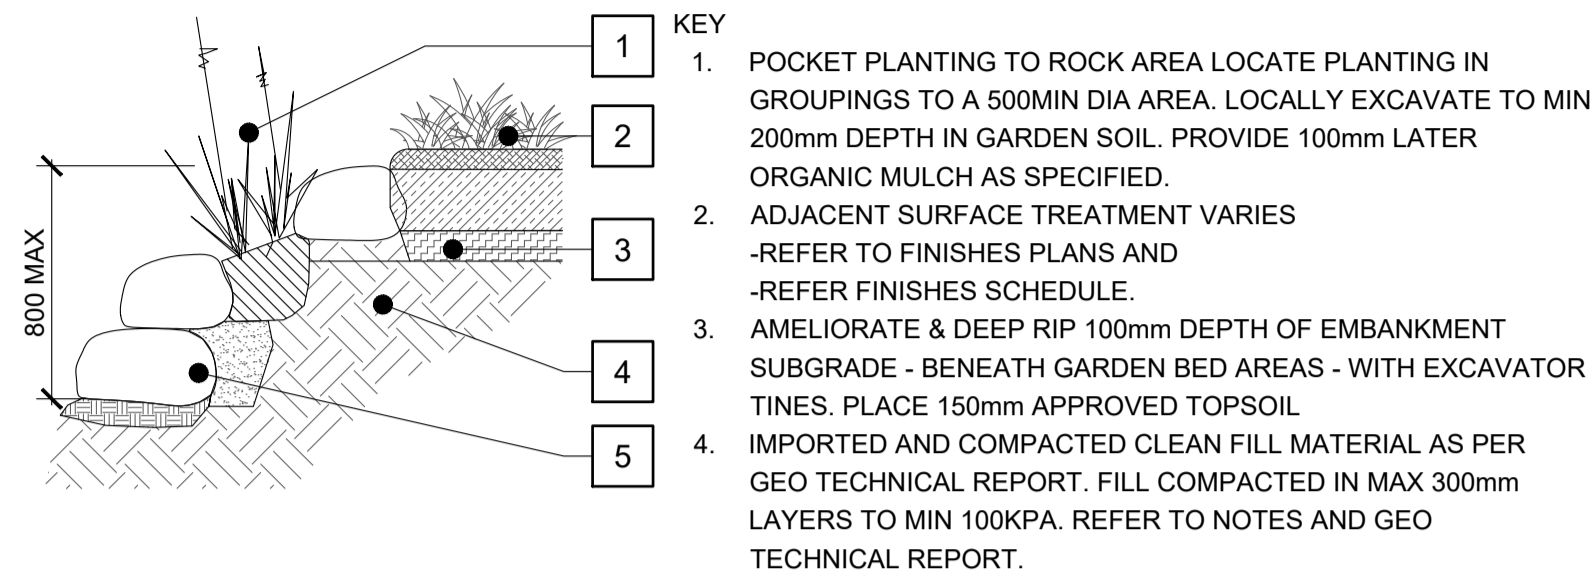 KEY
1
1. POCKET PLANTING TO ROCK AREA LOCATE PLANTING IN
GROUPINGS TO A 500MIN DIA AREA. LOCALLY EXCAVATE TO MIN
200mm DEPTH IN GARDEN SOIL. PROVIDE 100mm LATER
ORGANIC MULCH AS SPECIFIED.
2
2. ADJACENT SURFACE TREATMENT VARIES
-REFER TO FINISHES PLANS AND
-REFER FINISHES SCHEDULE.
3
3. AMELIORATE & DEEP RIP 100mm DEPTH OF EMBANKMENT
SUBGRADE - BENEATH GARDEN BED AREAS - WITH EXCAVATOR
TINES. PLACE 150mm APPROVED TOPSOIL
4
4. IMPORTED AND COMPACTED CLEAN FILL MATERIAL AS PER
GEO TECHNICAL REPORT. FILL COMPACTED IN MAX 300mm
LAYERS TO MIN 100KPA. REFER TO NOTES AND GEO
TECHNICAL REPORT.
5
800 MAX